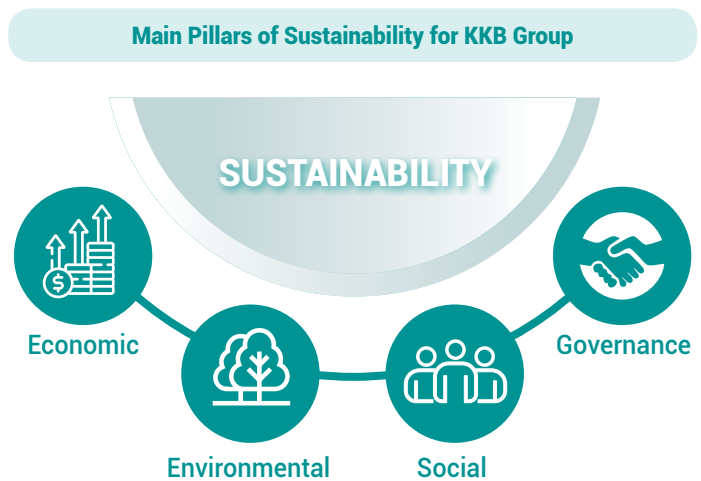 Main Pillars of Sustainability for KKB Group
SUSTAINABILITY
$
Economic
Governance
Environmental
Social